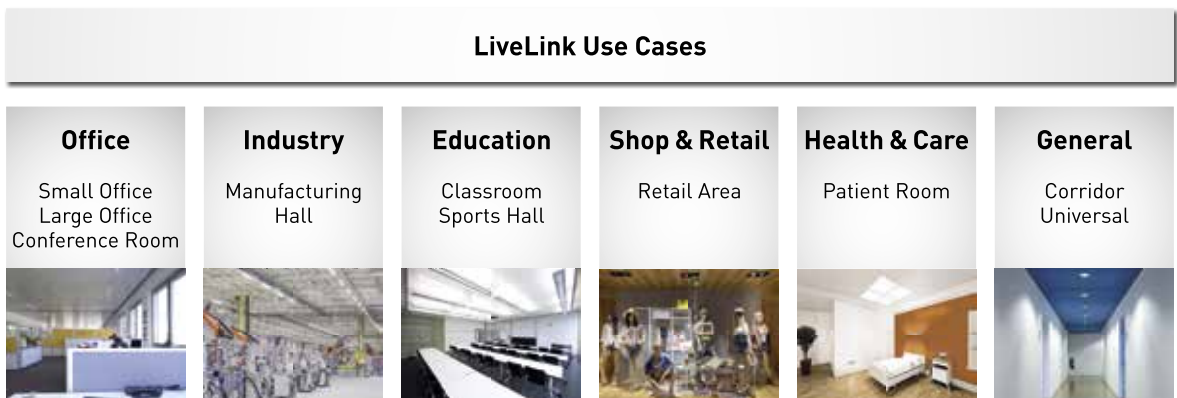 LiveLink Use Cases
Office
Small Office
Large Office
Conference Room
Industry
Manufacturing
Hall
Education
Classroom
Sports Hall
Shop & Retail
Retail Area
Health & Care
Patient Room
General
Corridor
Universal